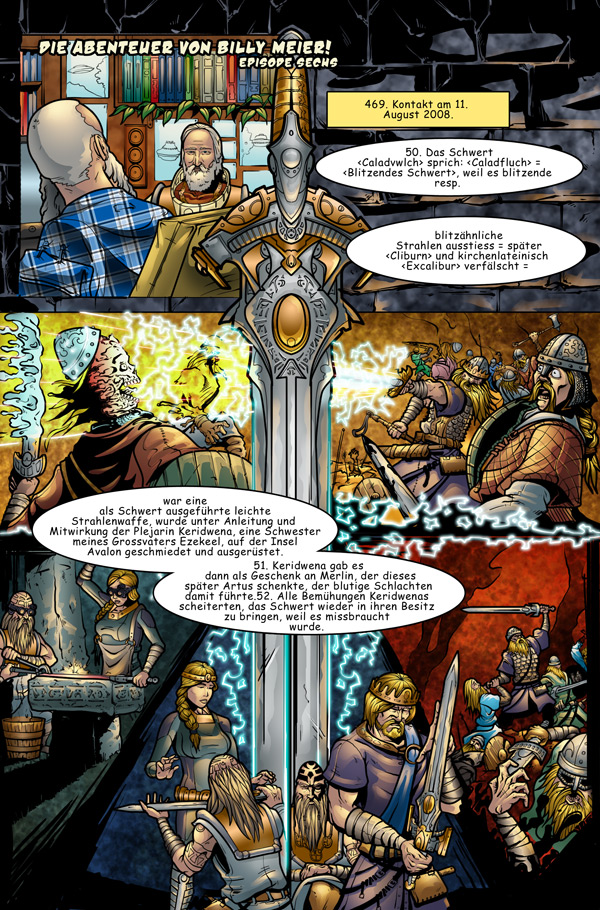 DIE ABENTEUER VON BILLY MEIER!
EPISODE SECHS
469. Kontakt am 11.
August 2008.
50. Das Schwert
‹Caladvwlch› sprich: ‹Caladfluch› =
‹Blitzendes Schwert›, weil es blitzende
resp.
blitzähnliche
Strahlen ausstiess = später
‹Cliburn› und kirchenlateinisch
‹Excalibur› verfälscht =
war eine
als Schwert ausgeführte leichte
Strahlenwaffe, wurde unter Anleitung und
Mitwirkung der Plejarin Keridwena, eine Schwester
meines Grossvaters Ezekeel, auf der Insel
Avalon geschmiedet und ausgerüstet.
51. Keridwena gab es
dann als Geschenk an Merlin, der dieses
später Artus schenkte, der blutige Schlachten
damit führte.52. Alle Bemühungen Keridwenas
scheiterten, das Schwert wieder in ihren Besitz
zu bringen, weil es missbraucht
wurde.